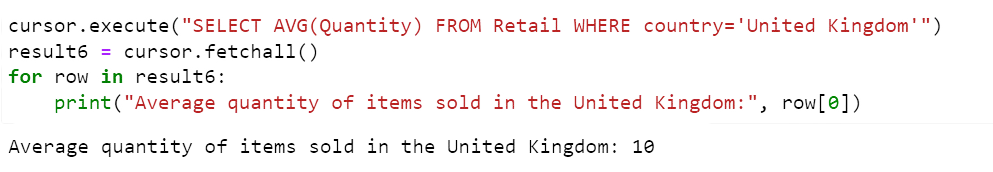 cursor.execute("SELECT AVG(Quantity) FROM Retail WHERE country='United Kingdom'")
result6 = cursor.fetchall()
for row in result6:
    print("Average quantity of items sold in the United Kingdom:", row[0])
Average quantity of items sold in the United Kingdom: 10